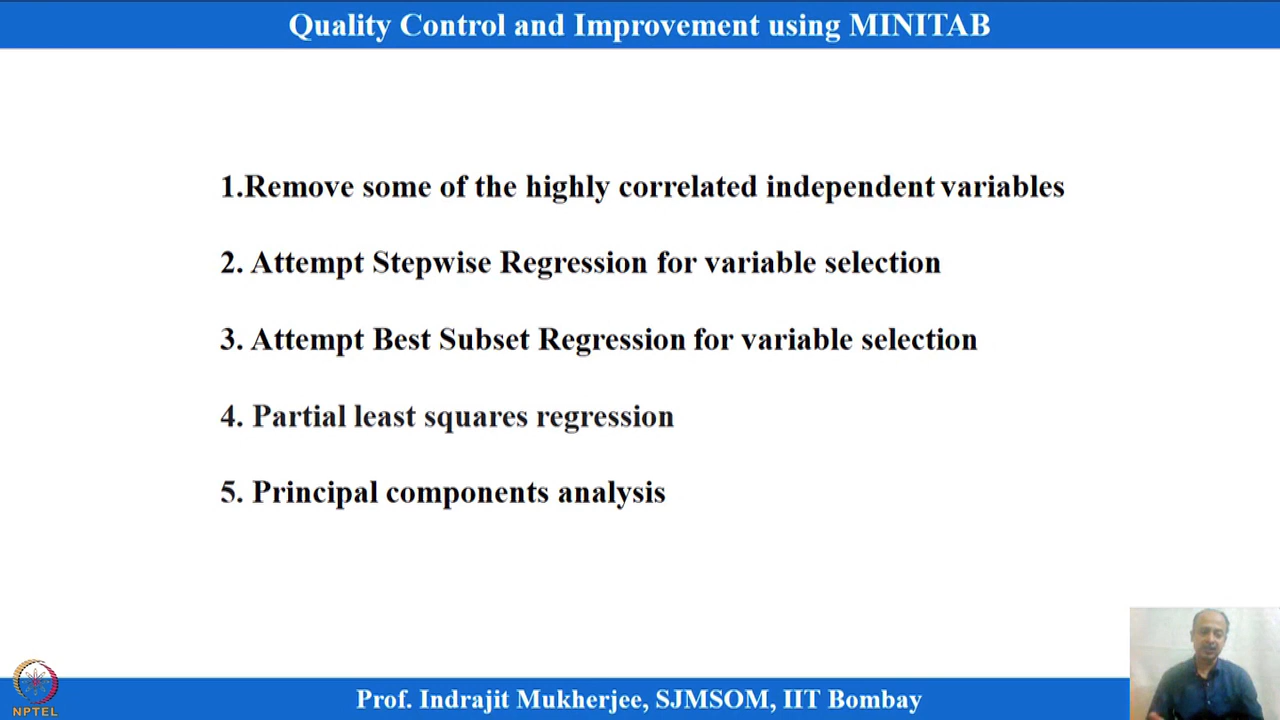 Quality Control and Improvement using MINITAB
1.Remove some of the highly correlated independent variables
2. Attempt Stepwise Regression for variable selection
3. Attempt Best Subset Regression for variable selection
4. Partial least squares regression
5. Principal components analysis
NPTEL
Prof. Indrajit Mukherjee, SJMSOM, IIT Bombay